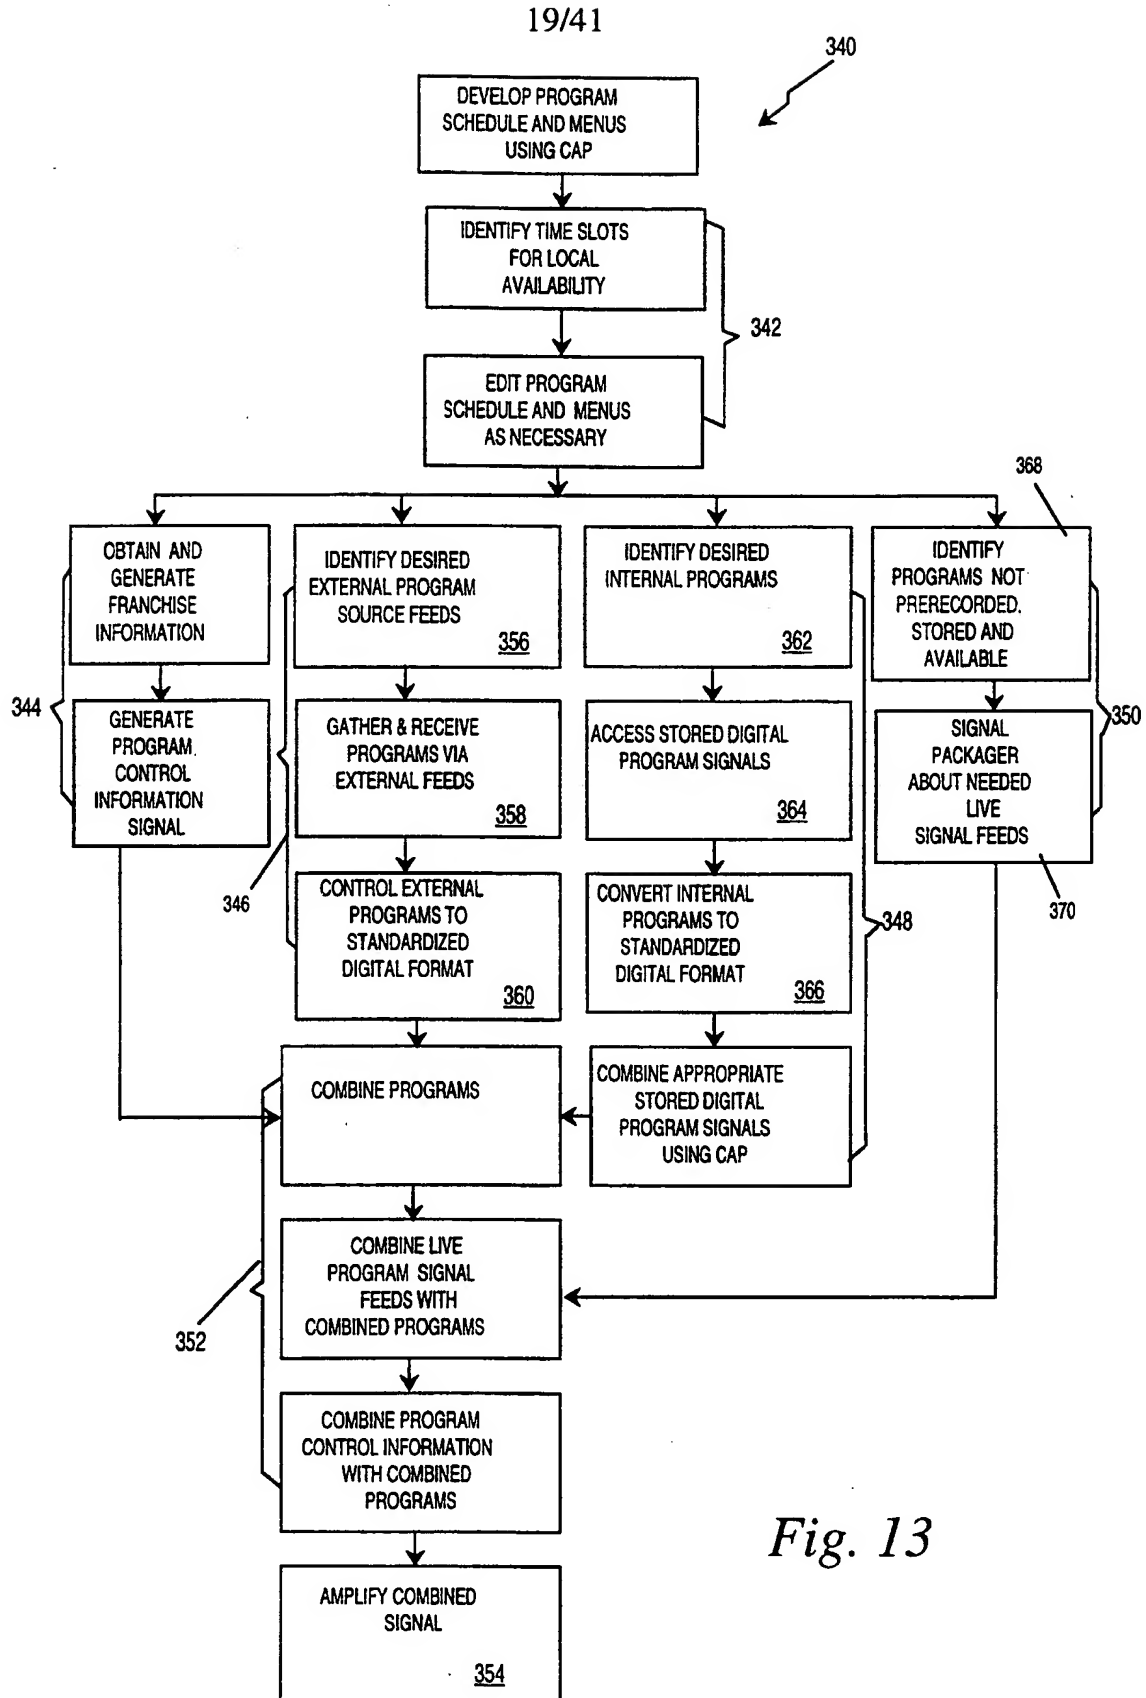 19/41
340
DEVELOP PROGRAM
SCHEDULE AND MENUS
USING CAP
IDENTIFY TIME SLOTS
FOR LOCAL
AVAILABILITY
342
EDIT PROGRAM
SCHEDULE AND MENUS
AS NECESSARY
368
OBTAIN AND
GENERATE
FRANCHISE
INFORMATION
IDENTIFY DESIRED
EXTERNAL PROGRAM
SOURCE FEEDS
356
IDENTIFY DESIRED
INTERNAL PROGRAMS
362
IDENTIFY
PROGRAMS NOT
PRERECORDED.
STORED AND
AVAILABLE
344
350
GENERATE
PROGRAM.
CONTROL
INFORMATION
SIGNAL
GATHER & RECEIVE
PROGRAMS VIA
EXTERNAL FEEDS
358
ACCESS STORED DIGITAL
PROGRAM SIGNALS
364
SIGNAL
PACKAGER
ABOUT NEEDED
LIVE
SIGNAL FEEDS
346
370
CONTROL EXTERNAL
PROGRAMS TO
STANDARDIZED
DIGITAL FORMAT
360
CONVERT INTERNAL
PROGRAMS TO
STANDARDIZED
DIGITAL FORMAT
366
348
COMBINE PROGRAMS
COMBINE APPROPRIATE
STORED DIGITAL
PROGRAM SIGNALS
USING CAP
COMBINE LIVE
PROGRAM SIGNAL
FEEDS WITH
COMBINED PROGRAMS
352
COMBINE PROGRAM
CONTROL INFORMATION
WITH COMBINED
PROGRAMS
Fig. 13
AMPLIFY COMBINED
SIGNAL
354